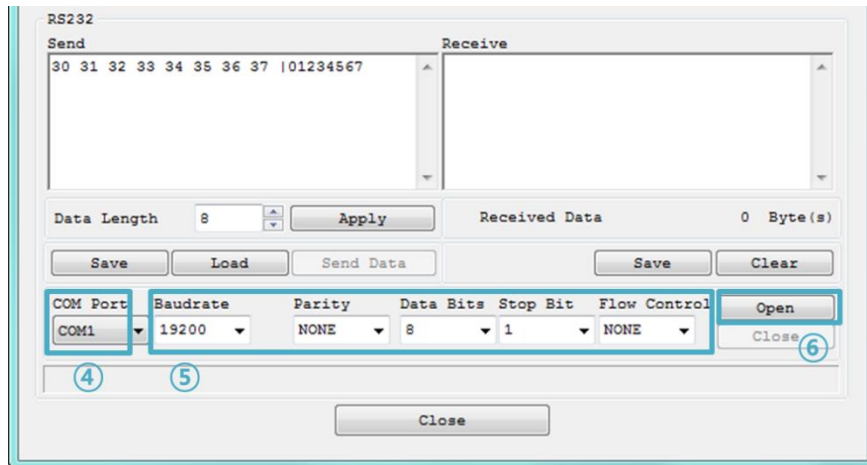 RS232
Send Receive
30 31 32 33 34 35 36 37 |01234567
Data Length 8 Apply Received Data 0 Byte(s)
Save Load Send Data Save Clear
COM Port Baudrate Parity Data Bits Stop Bit Flow Control Open
COM1 19200 NONE 8 1 NONE Close
④ ⑤ ⑥
Close